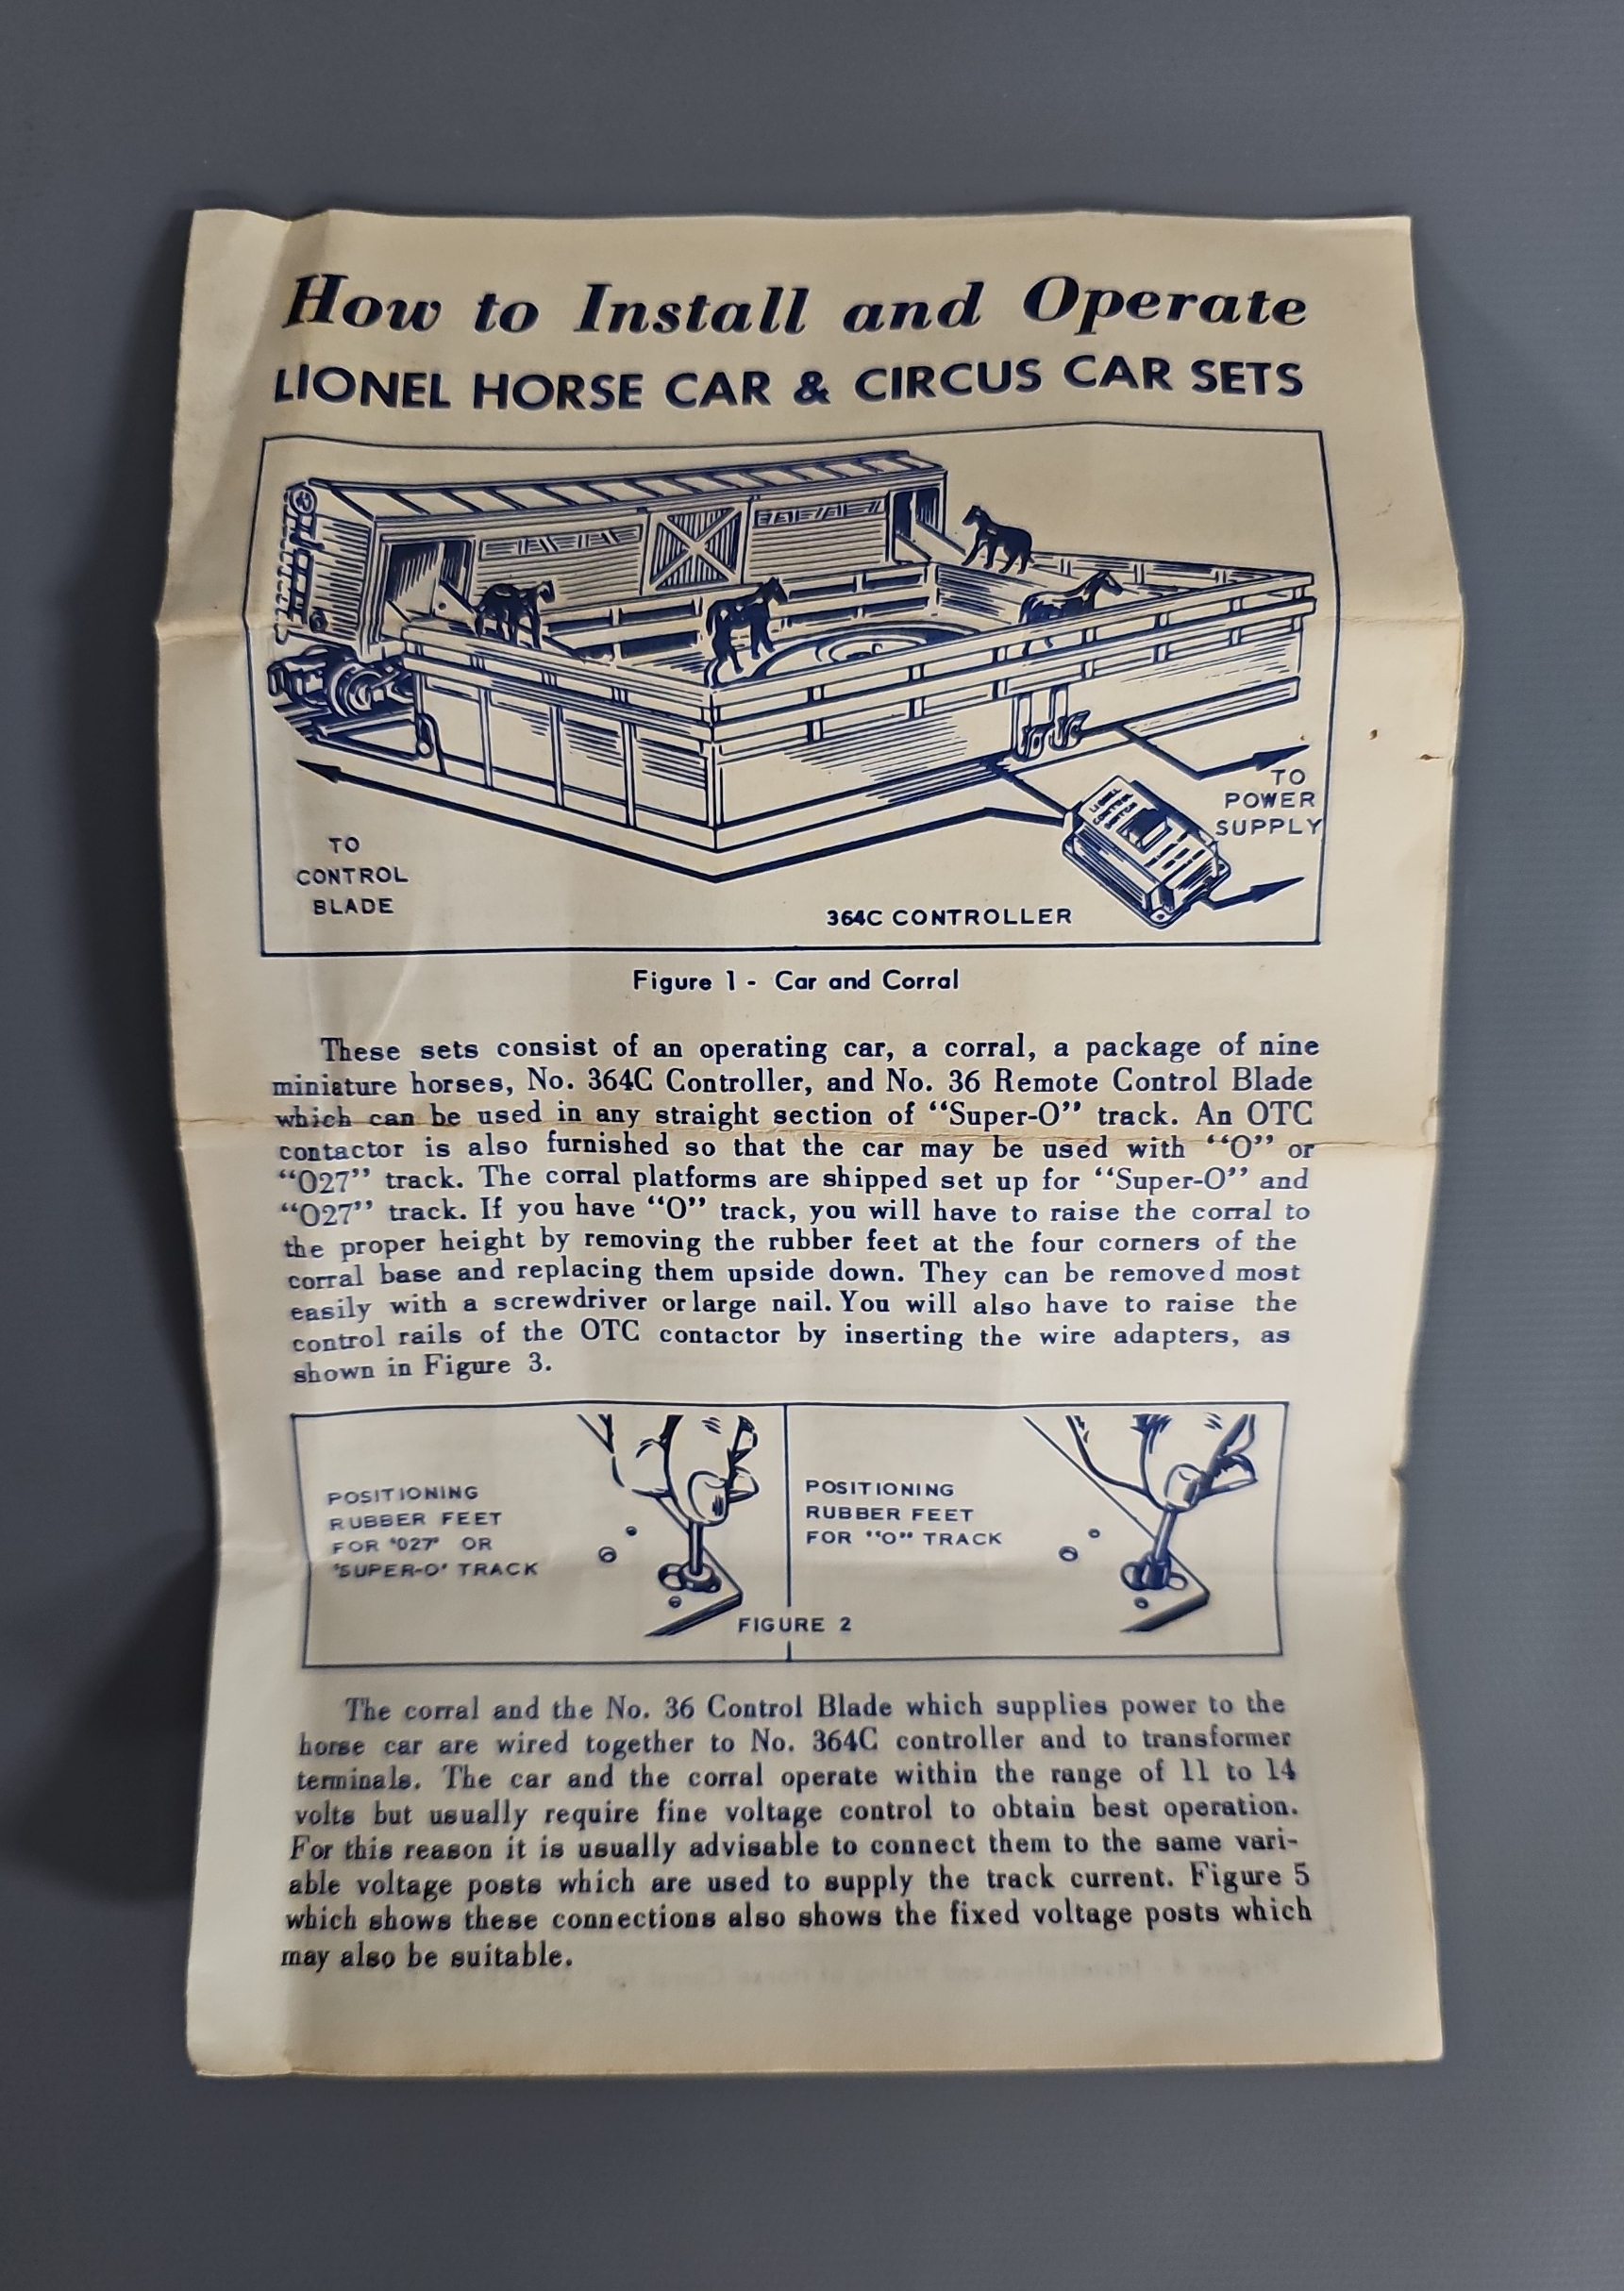 How to Install and Operate
LIONEL HORSE CAR & CIRCUS CAR SETS
LIONEL
CONTROL
SWITCH
TO
POWER
SUPPLY
TO
CONTROL
BLADE
364C CONTROLLER
Figure 1 - Car and Corral
These sets consist of an operating car, a corral, a package of nine
miniature horses, No. 364C Controller, and No. 36 Remote Control Blade
which can be used in any straight section of “Super-O” track. An OTC
contactor is also furnished so that the car may be used with “O” or
“O27” track. The corral platforms are shipped set up for “Super-O” and
“O27” track. If you have “O” track, you will have to raise the corral to
the proper height by removing the rubber feet at the four corners of the
corral base and replacing them upside down. They can be removed most
easily with a screwdriver or large nail. You will also have to raise the
control rails of the OTC contactor by inserting the wire adapters, as
shown in Figure 3.
POSITIONING
RUBBER FEET
FOR "027" OR
"SUPER-O" TRACK
POSITIONING
RUBBER FEET
FOR “O” TRACK
FIGURE 2
The corral and the No. 36 Control Blade which supplies power to the
horse car are wired together to No. 364C controller and to transformer
terminals. The car and the corral operate within the range of 11 to 14
volts but usually require fine voltage control to obtain best operation.
For this reason it is usually advisable to connect them to the same vari-
able voltage posts which are used to supply the track current. Figure 5
which shows these connections also shows the fixed voltage posts which
may also be suitable.